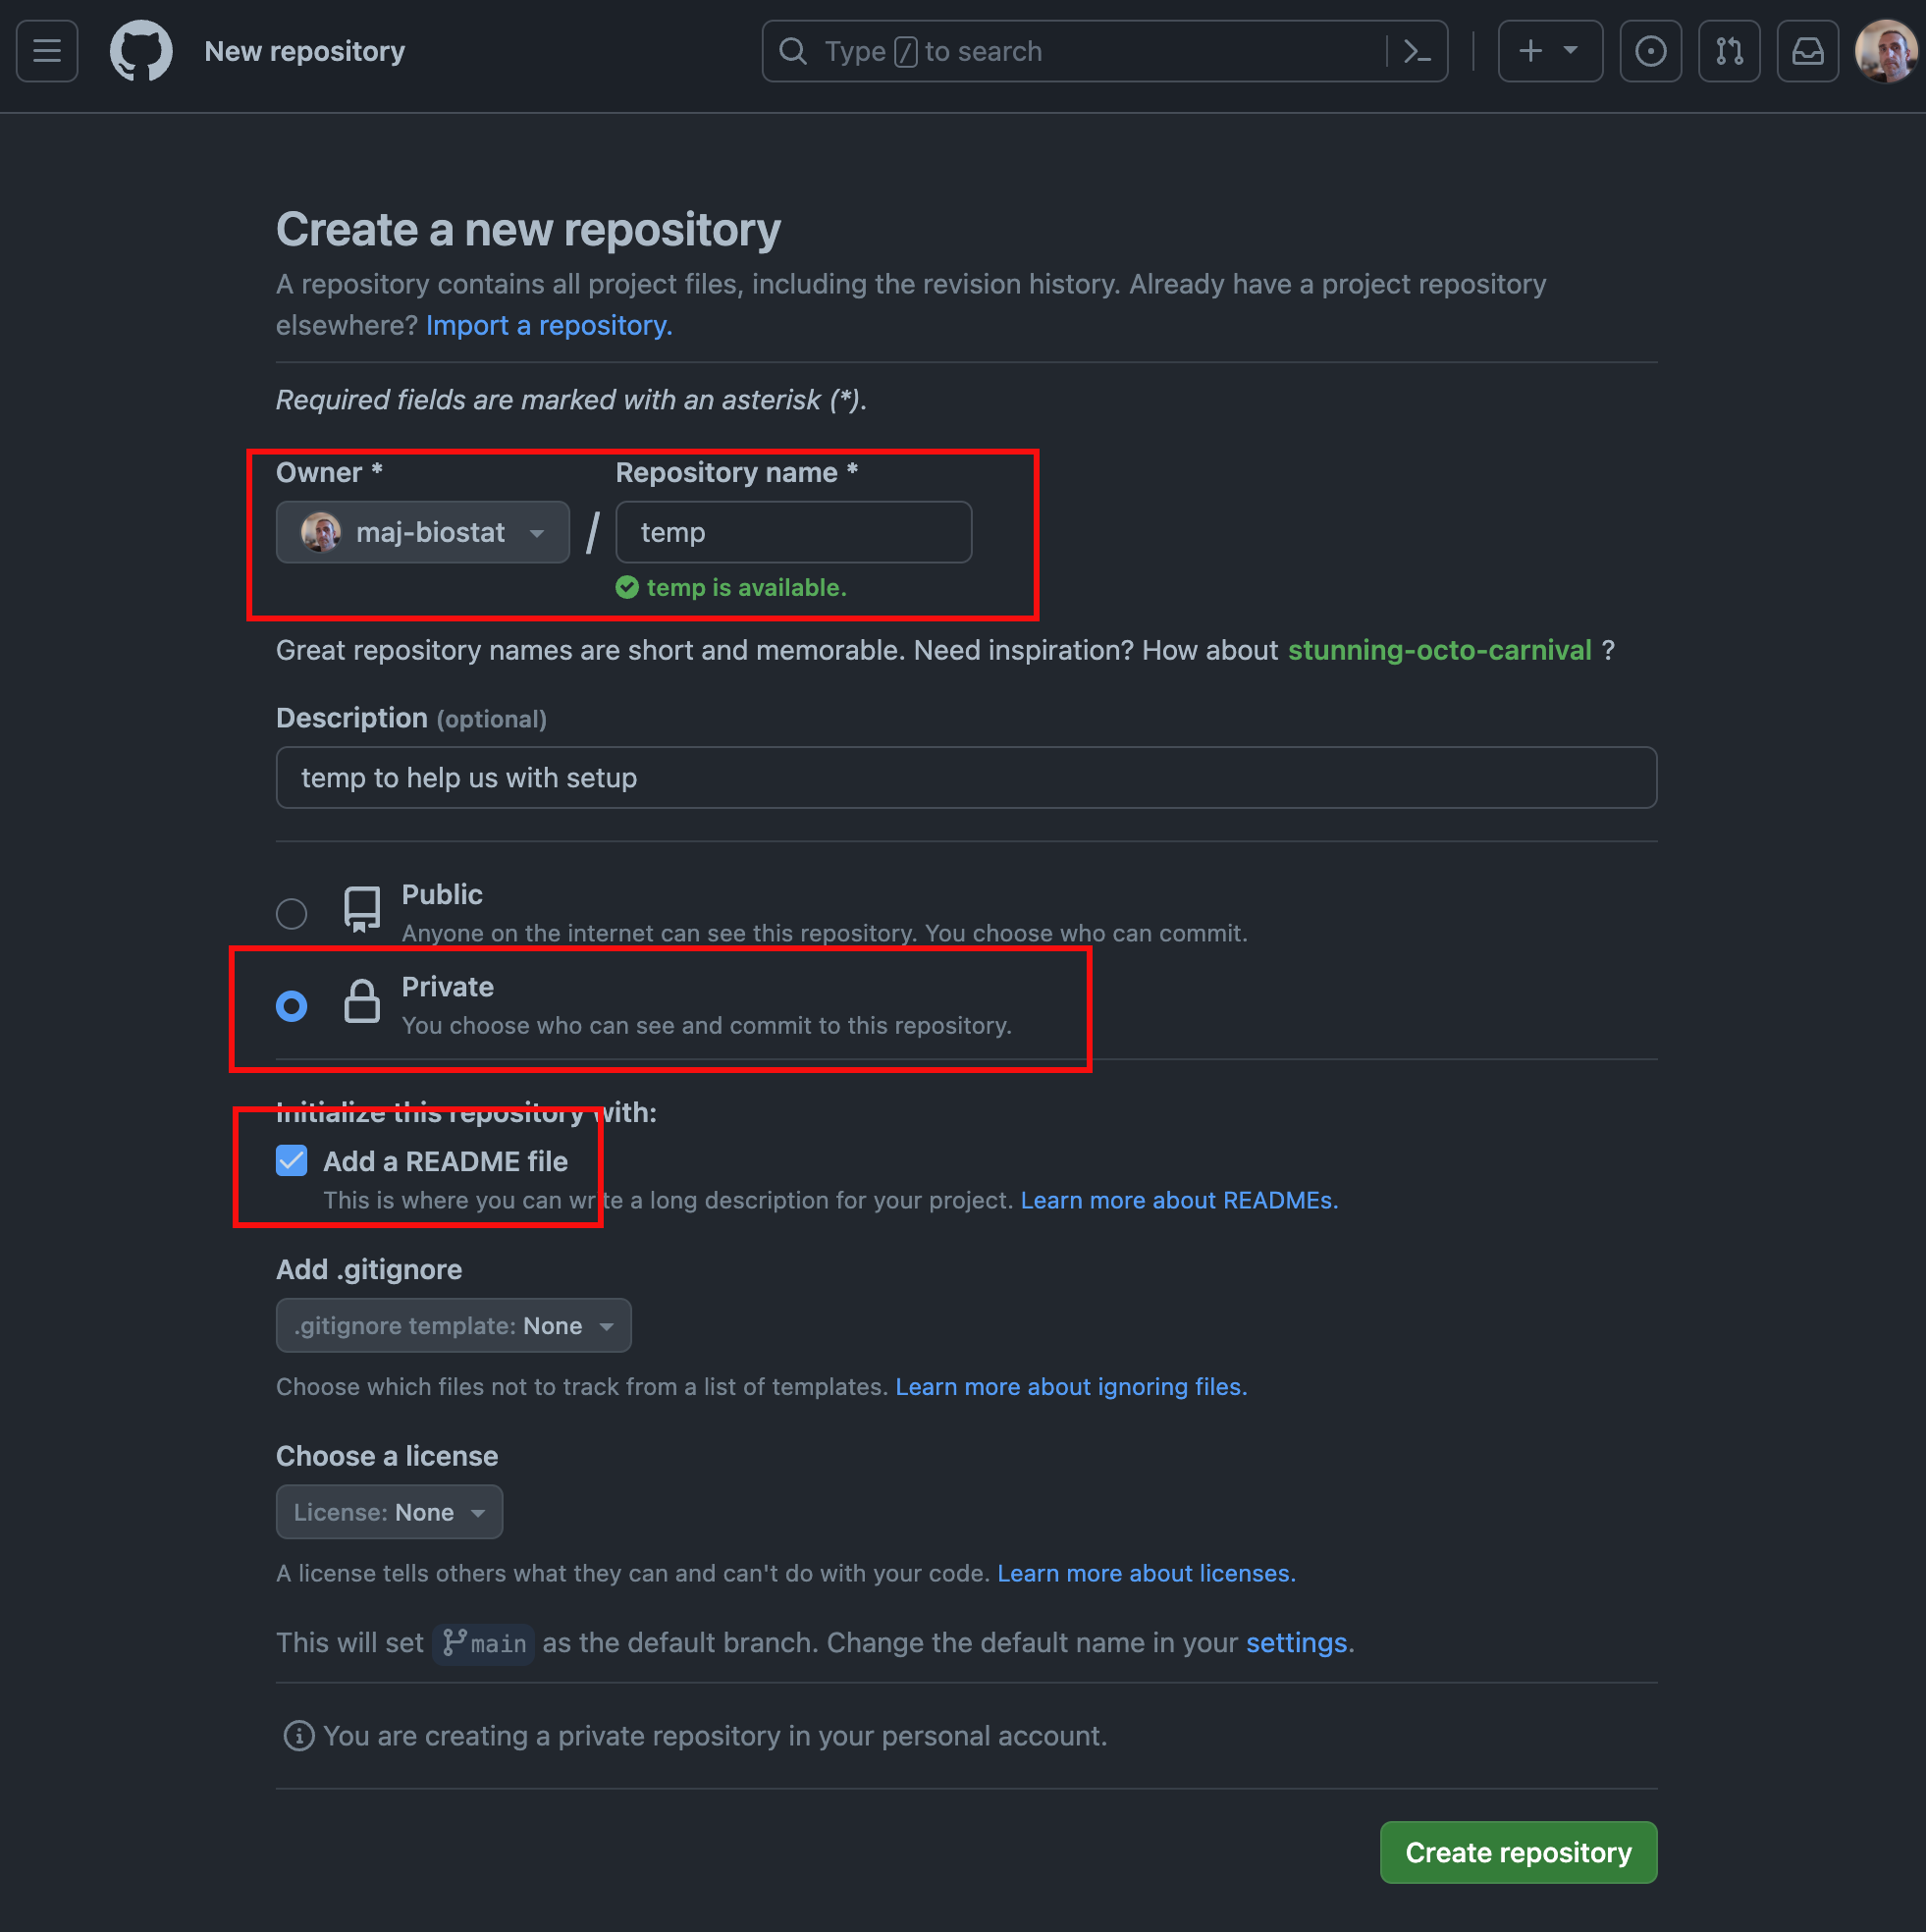 New repository
Type / to search
Create a new repository
A repository contains all project files, including the revision history. Already have a project repository
elsewhere? Import a repository.
Required fields are marked with an asterisk (*).
Owner * Repository name *
maj-biostat / temp
temp is available.
Great repository names are short and memorable. Need inspiration? How about stunning-octo-carnival ?
Description (optional)
temp to help us with setup
Public
Anyone on the internet can see this repository. You choose who can commit.
Private
You choose who can see and commit to this repository.
Initialize this repository with:
Add a README file
This is where you can write a long description for your project. Learn more about READMEs.
Add .gitignore
.gitignore template: None
Choose which files not to track from a list of templates. Learn more about ignoring files.
Choose a license
License: None
A license tells others what they can and can't do with your code. Learn more about licenses.
This will set main as the default branch. Change the default name in your settings.
You are creating a private repository in your personal account.
Create repository